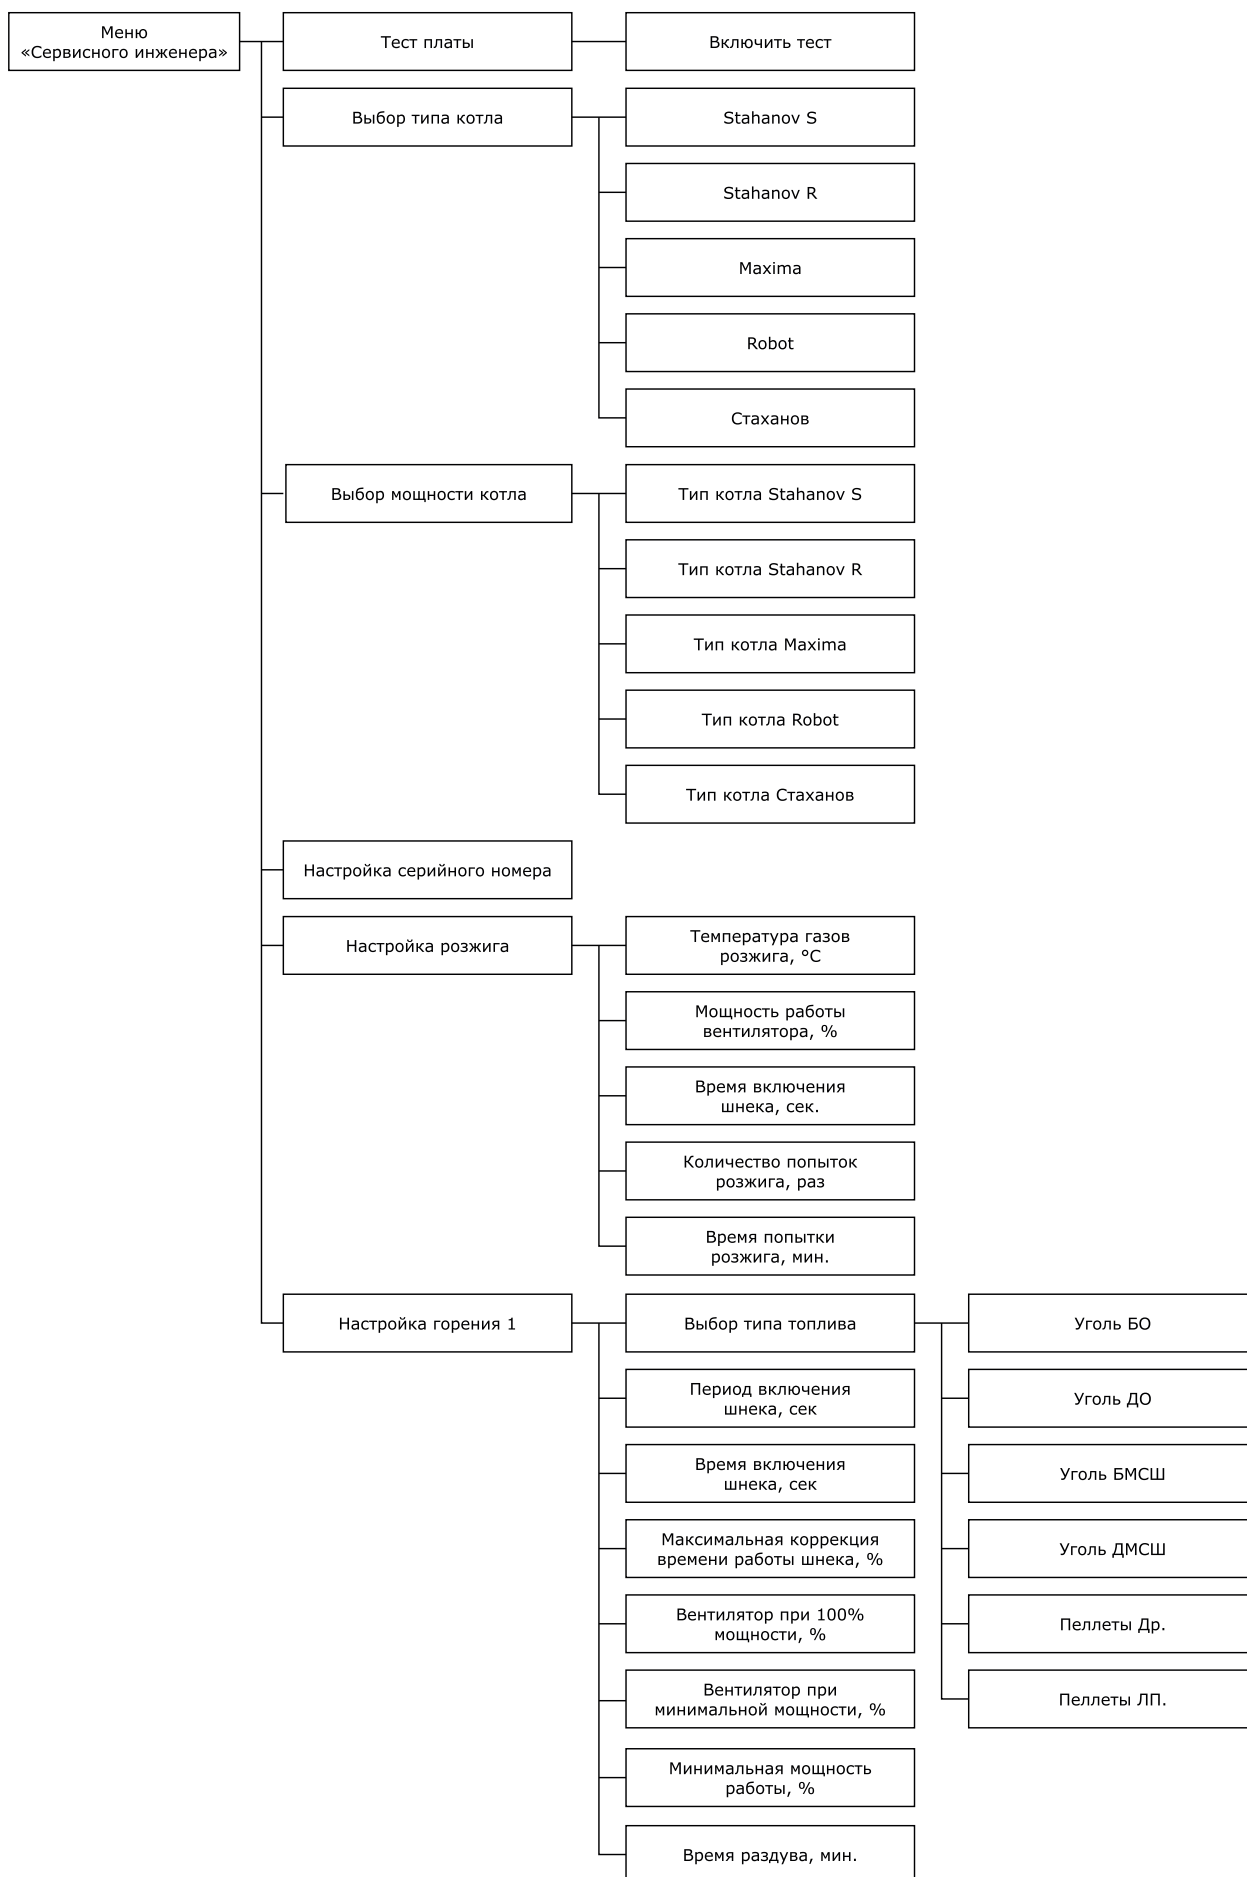 Меню
«Сервисного инженера»
Тест платы
Включить тест
Выбор типа котла
Stahanov S
Stahanov R
Maxima
Robot
Стаханов
Выбор мощности котла
Тип котла Stahanov S
Тип котла Stahanov R
Тип котла Maxima
Тип котла Robot
Тип котла Стаханов
Настройка серийного номера
Настройка розжига
Температура газов
розжига, °C
Мощность работы
вентилятора, %
Время включения
шнека, сек.
Количество попыток
розжига, раз
Время попытки
розжига, мин.
Настройка горения 1
Выбор типа топлива
Уголь БО
Уголь ДО
Уголь БМСШ
Уголь ДМСШ
Пеллеты Др.
Пеллеты ЛП.
Период включения
шнека, сек
Время включения
шнека, сек
Максимальная коррекция
времени работы шнека, %
Вентилятор при 100%
мощности, %
Вентилятор при
минимальной мощности, %
Минимальная мощность
работы, %
Время раздува, мин.